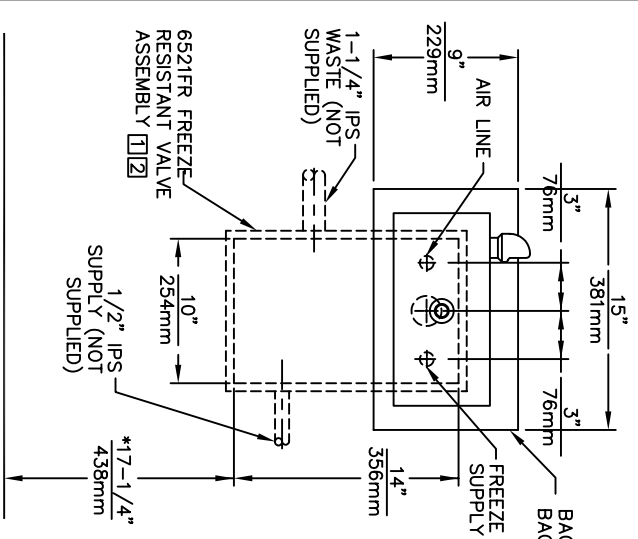 15"
381mm
3"
76mm
3"
76mm
9"
229mm
AIR LINE
1-1/4" IPS
WASTE (NOT
SUPPLIED)
6521FR FREEZE
RESISTANT VALVE
ASSEMBLY 1 2
10"
254mm
1/2" IPS
SUPPLY (NOT
SUPPLIED)
14"
356mm
*17-1/4"
438mm
FREEZE
SUPPLY